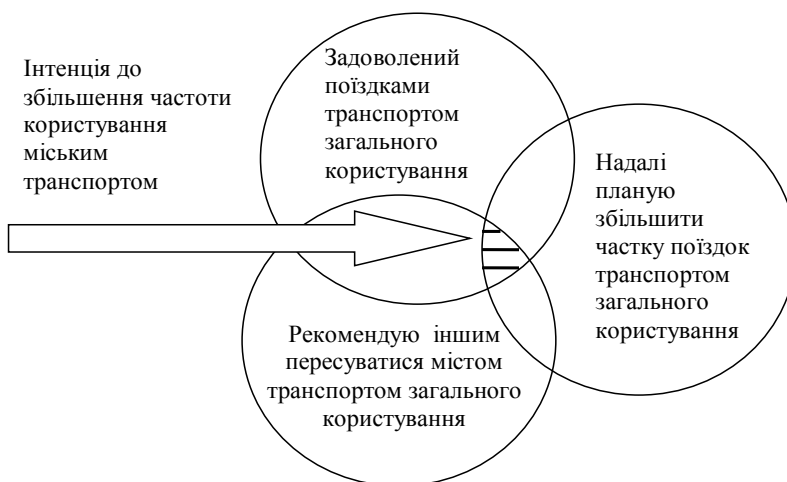 Інтенція до
збільшення частоти
користування
міським
транспортом
Задоволений
поїздками
транспортом
загального
користування
Надалі
планую
збільшити
частку поїздок
транспортом
загального
користування
Рекомендую іншим
пересуватися містом
транспортом загального
користування